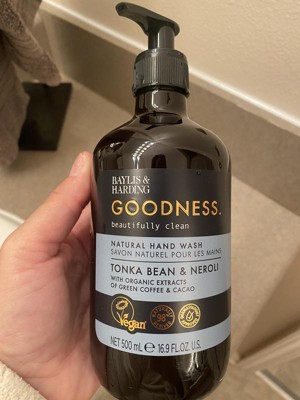 BAYLIS &
HARDING
GOODNESS.
beautifully clean
NATURAL HAND WASH
SAVON NATUREL POUR LES MAINS
TONKA BEAN & NEROLI
WITH ORGANIC EXTRACTS
OF GREEN COFFEE & CACAO
Vegan
98%
NET 500 mL ℮ 16.9 FL.OZ. U.S.